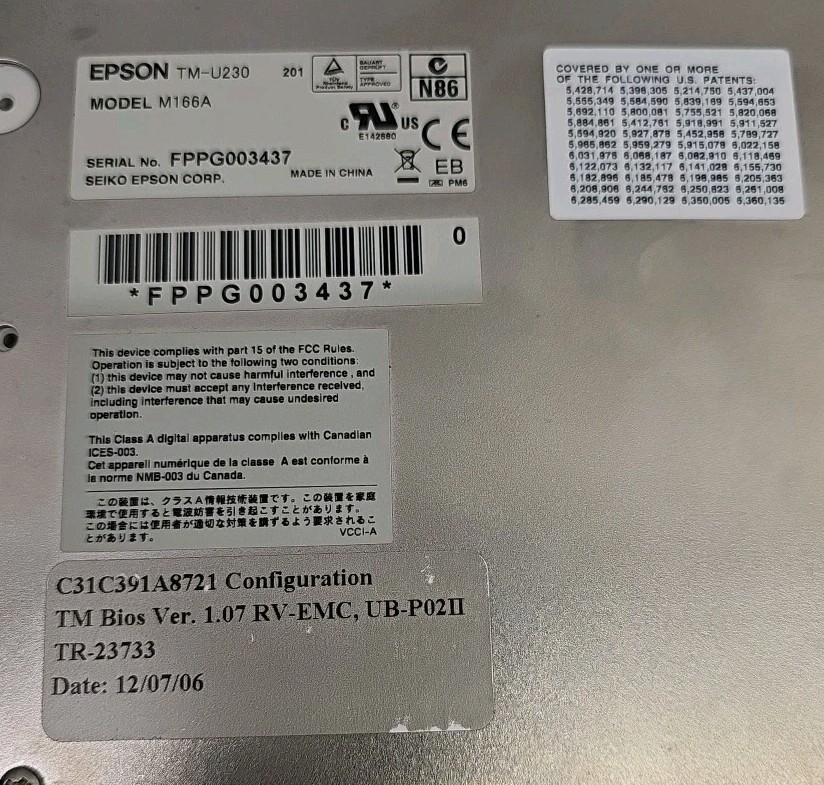 EPSON TM-U230 201
MODEL M166A
TÜV
Product Safety
BAUART
GEPRÜFT
TYPE
APPROVED
N86
C RU US
E142680
CE
SERIAL No. FPPG003437
SEIKO EPSON CORP. MADE IN CHINA
EB
PM6
0
*FPPG003437*
This device complies with part 15 of the FCC Rules.
Operation is subject to the following two conditions:
(1) this device may not cause harmful interference, and
(2) this device must accept any interference received,
including interference that may cause undesired
operation.
This Class A digital apparatus complies with Canadian
ICES-003.
Cet appareil numérique de la classe A est conforme à
la norme NMB-003 du Canada.
この装置は、クラスA情報技術装置です。この装置を家庭
環境で使用すると電波妨害を引き起こすことがあります。
この場合には使用者が適切な対策を講ずるよう要求されるこ
とがあります。 VCCI-A
C31C391A8721 Configuration
TM Bios Ver. 1.07 RV-EMC, UB-P02II
TR-23733
Date: 12/07/06
COVERED BY ONE OR MORE
OF THE FOLLOWING U.S. PATENTS:
5,428,714 5,396,305 5,214,750 5,437,004
5,555,349 5,584,590 5,639,169 5,594,653
5,692,110 5,800,081 5,755,521 5,820,068
5,884,861 5,412,761 5,918,991 5,911,527
5,594,920 5,927,878 5,452,958 5,789,727
5,965,862 5,959,279 5,915,078 6,022,158
6,031,976 6,068,187 6,082,910 6,118,469
6,122,073 6,132,117 6,141,028 6,155,730
6,182,896 6,185,478 6,198,985 6,205,363
6,208,906 6,244,762 6,250,823 6,261,008
6,285,459 6,290,129 6,350,005 6,360,135